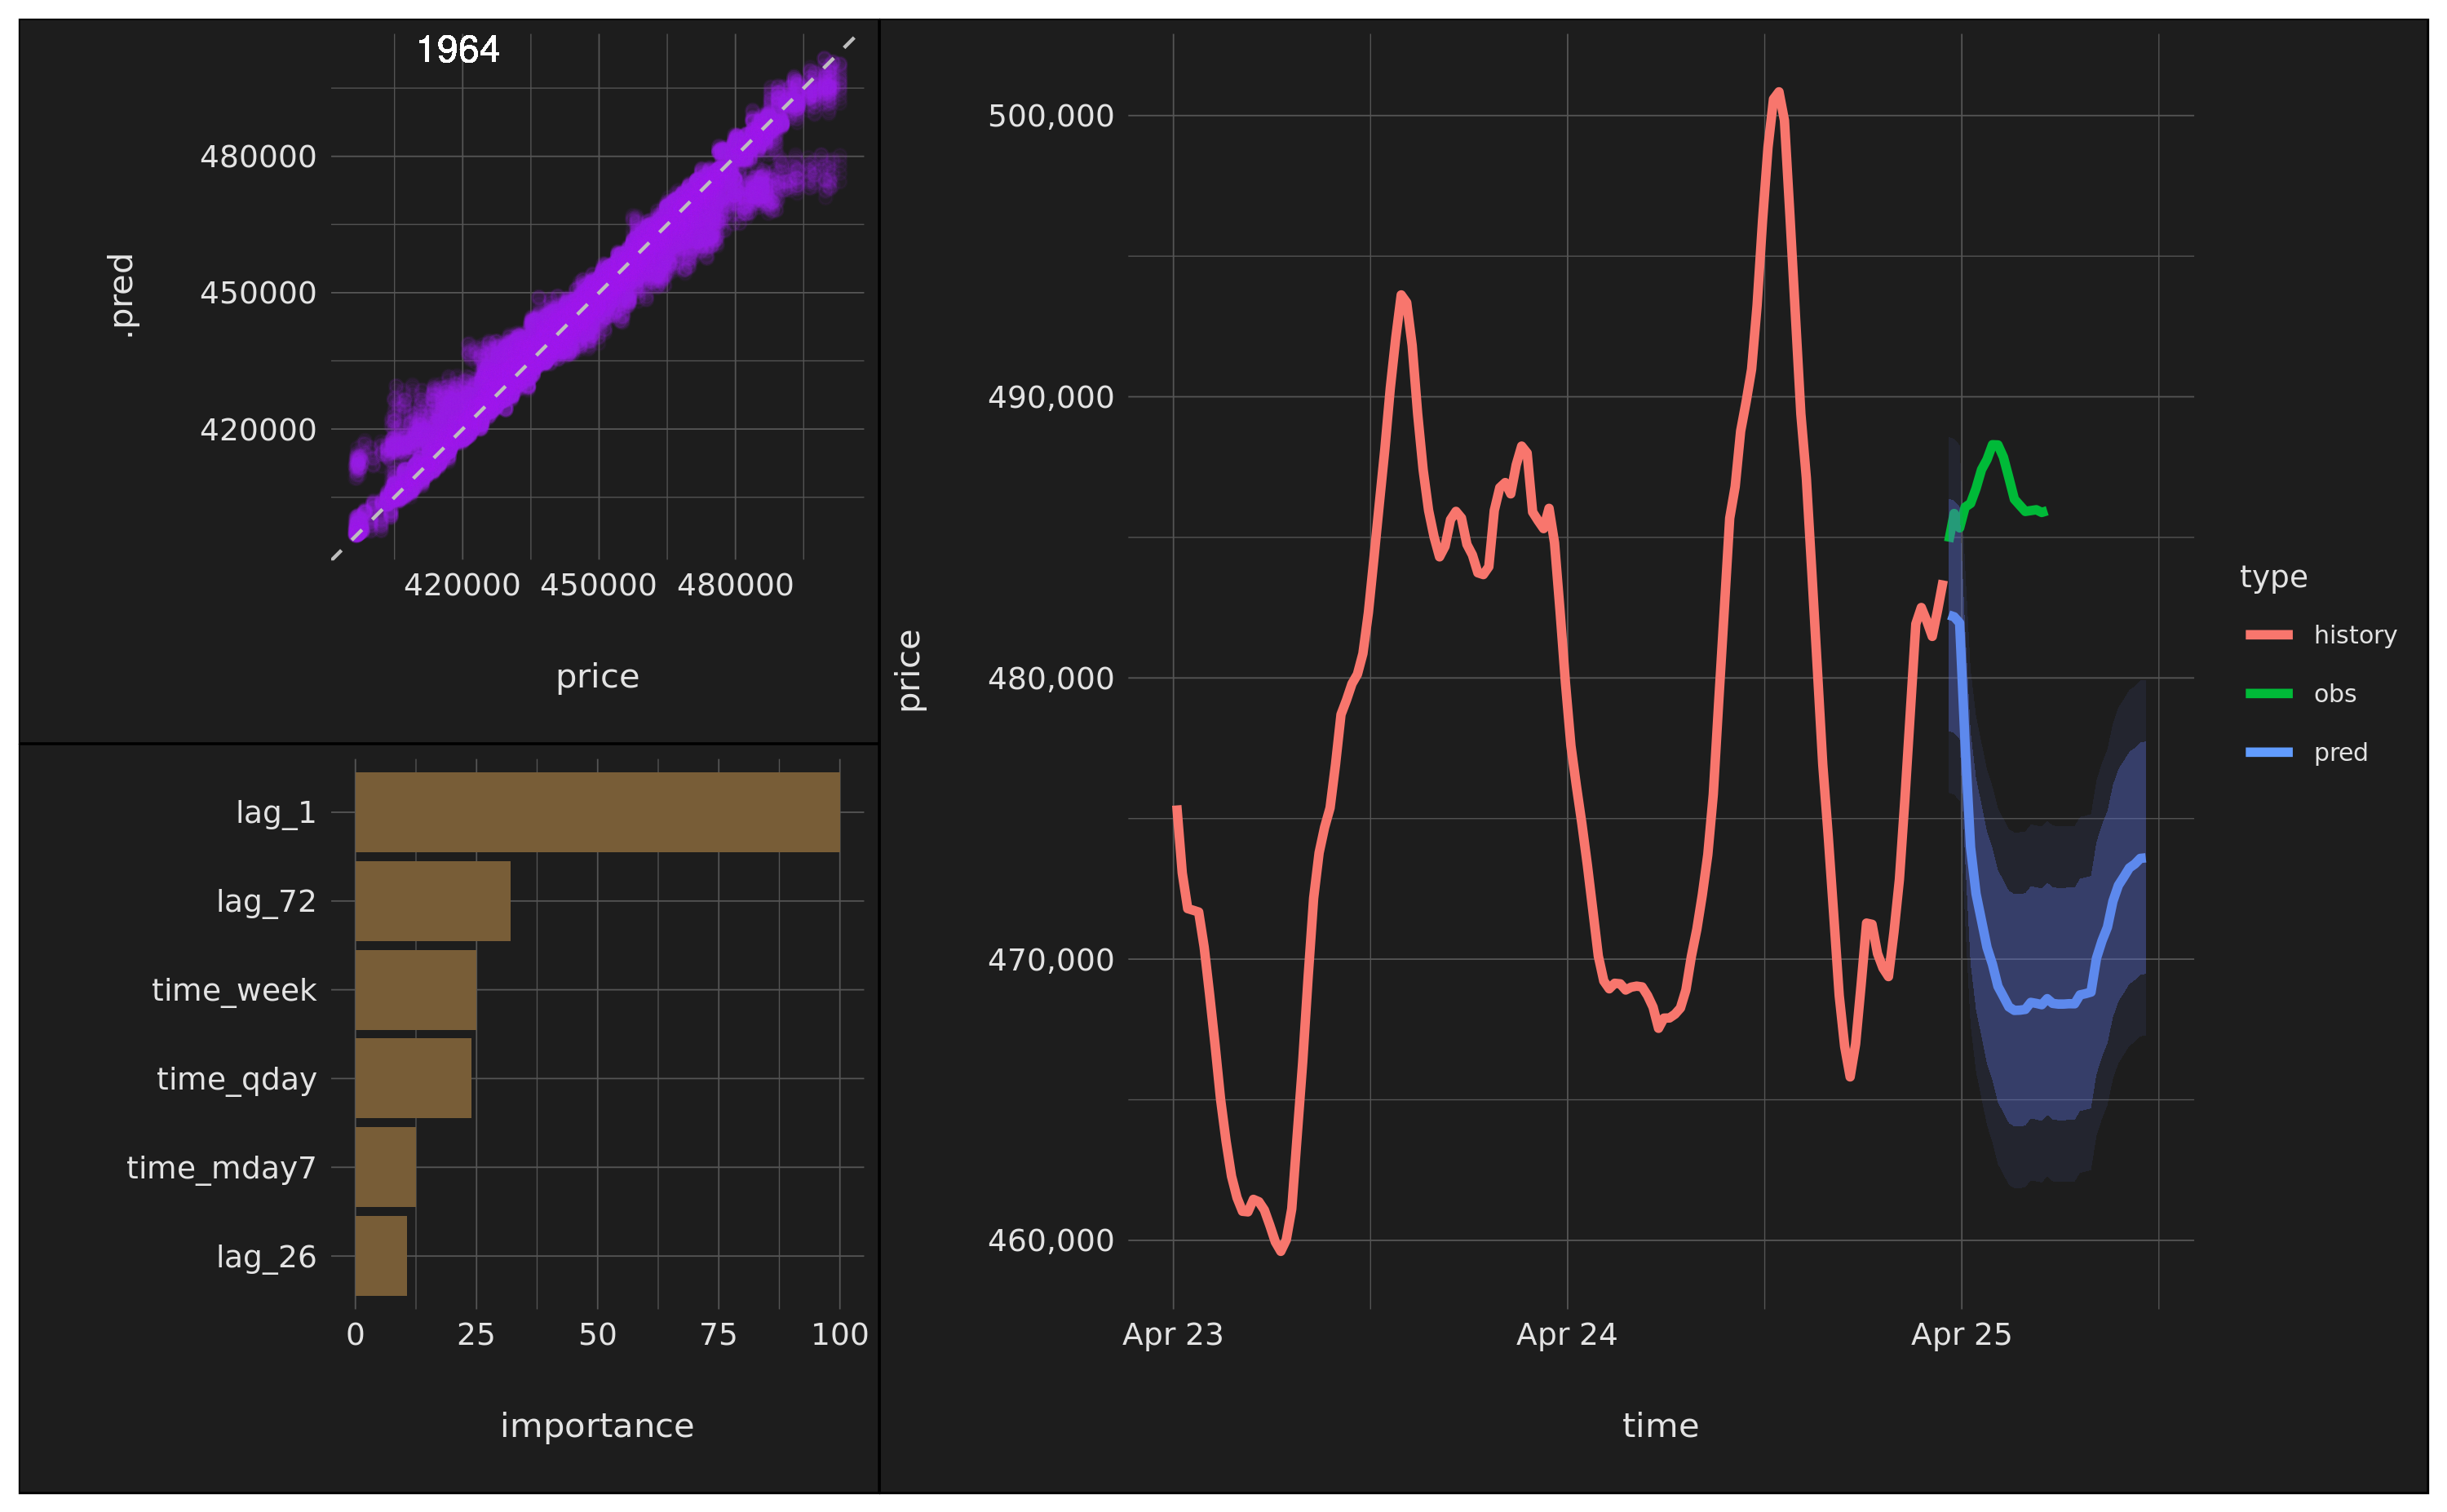 1964
.pred
480000
450000
420000
420000 450000 480000
price
lag_1
lag_72
time_week
time_qday
time_mday7
lag_26
0 25 50 75 100
importance
price
500,000
490,000
480,000
470,000
460,000
Apr 23 Apr 24 Apr 25
time
type
history
obs
pred